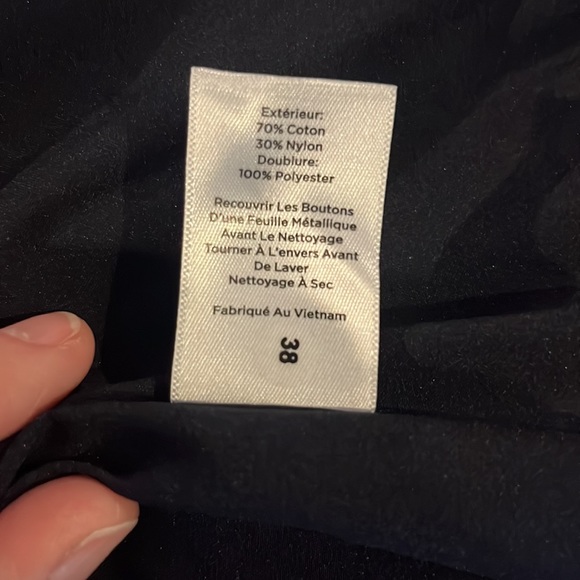 Extérieur:
70% Coton
30% Nylon
Doublure:
100% Polyester
Recouvrir Les Boutons
D'une Feuille Métallique
Avant Le Nettoyage
Tourner À L'envers Avant
De Laver
Nettoyage À Sec
Fabriqué Au Vietnam
38